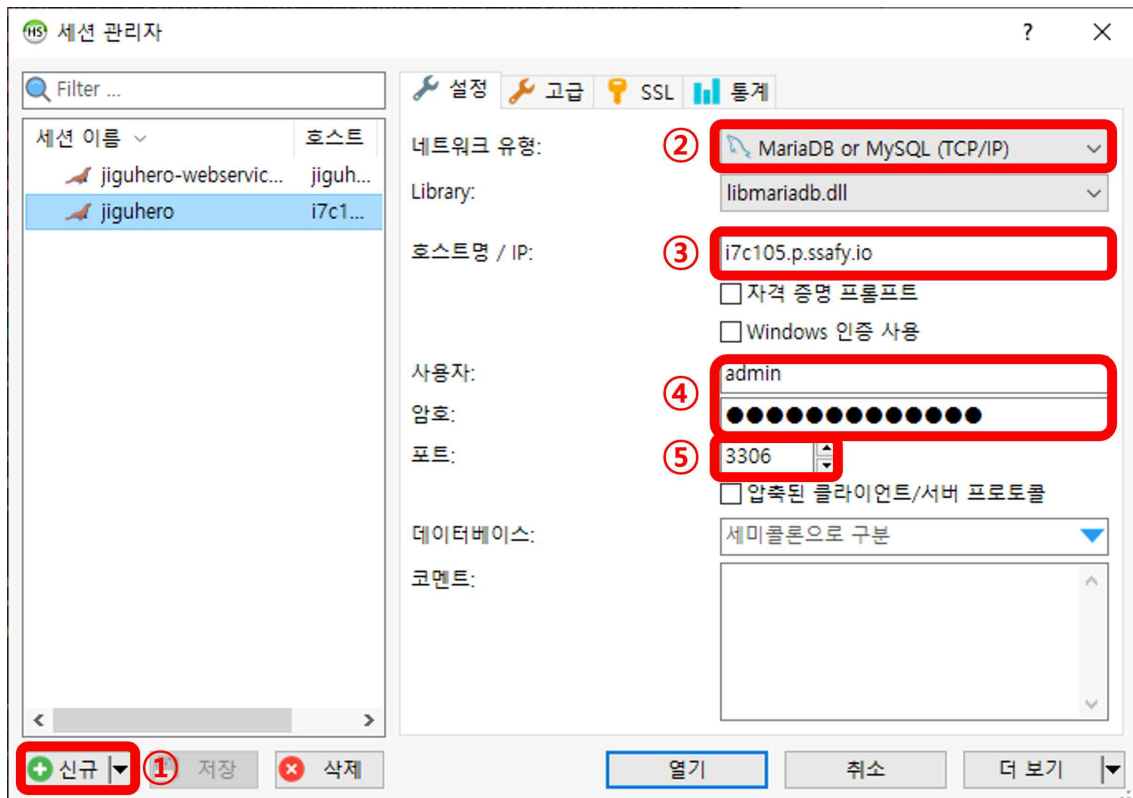 HS 세션 관리자 ? ×
Filter ...
설정 고급 SSL 통계
세션 이름 호스트
jiguhero-webservic... jiguh...
jiguhero i7c1...
네트워크 유형: ② MariaDB or MySQL (TCP/IP)
Library: libmariadb.dll
호스트명 / IP: ③ i7c105.p.ssafy.io
자격 증명 프롬프트
Windows 인증 사용
사용자: admin
④
암호: ●●●●●●●●●●●●●
포트: ⑤ 3306
압축된 클라이언트/서버 프로토콜
데이터베이스: 세미콜론으로 구분
코멘트:
신규 ① 저장 삭제 열기 취소 더 보기